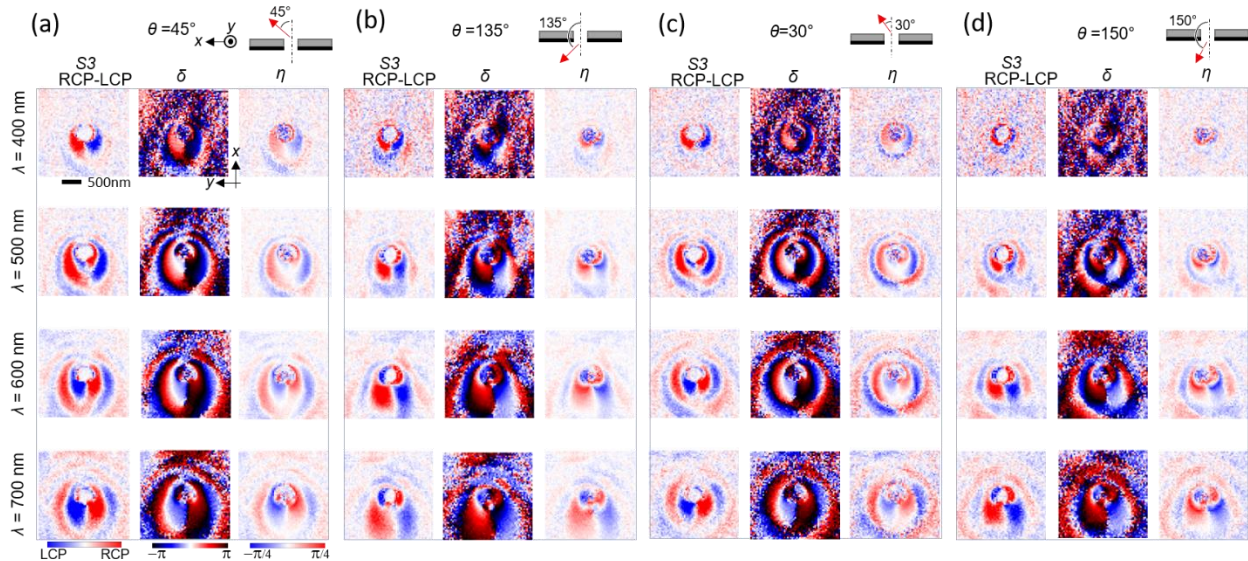 (a) θ=45° x y 45°
(b) θ=135° 135°
(c) θ=30° 30°
(d) θ=150° 150°
S3 δ η S3 δ η S3 δ η S3 δ η
RCP-LCP RCP-LCP RCP-LCP RCP-LCP
λ = 400 nm
x
y
500nm
λ = 500 nm
λ = 600 nm
λ = 700 nm
LCP RCP −π π −π/4 π/4